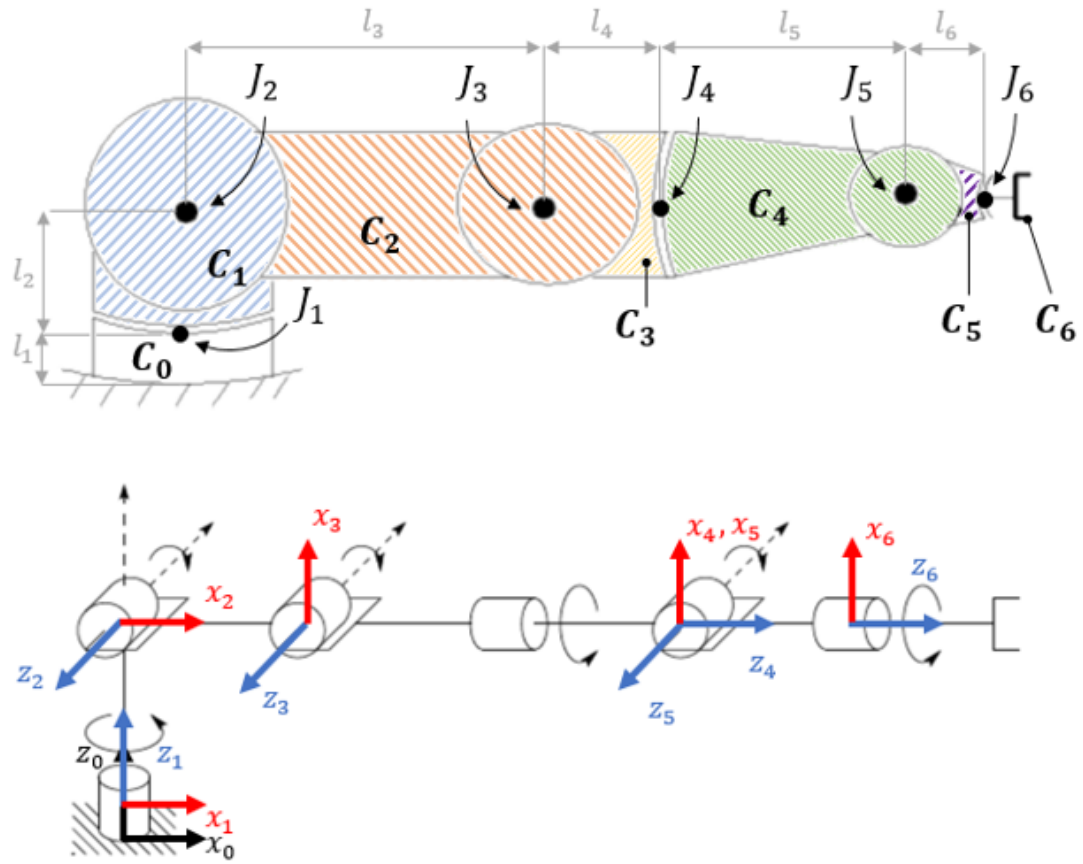 l₃ l₄ l₅ l₆
J₂ J₃ J₄ J₅ J₆
l₂ C₁ C₂ C₄
J₁ C₃ C₅ C₆
l₁ C₀
x₃ x₄, x₅ x₆
x₂ z₆
z₂ z₃ z₅ z₄
z₀ z₁
x₁
x₀